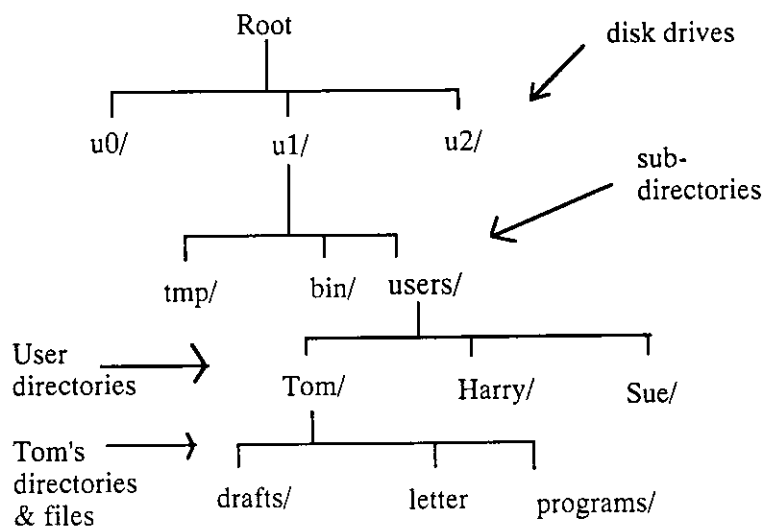 Root
disk drives
u0/ u1/ u2/
sub-
directories
tmp/ bin/ users/
User
directories
Tom/ Harry/ Sue/
Tom's
directories
& files
drafts/ letter programs/